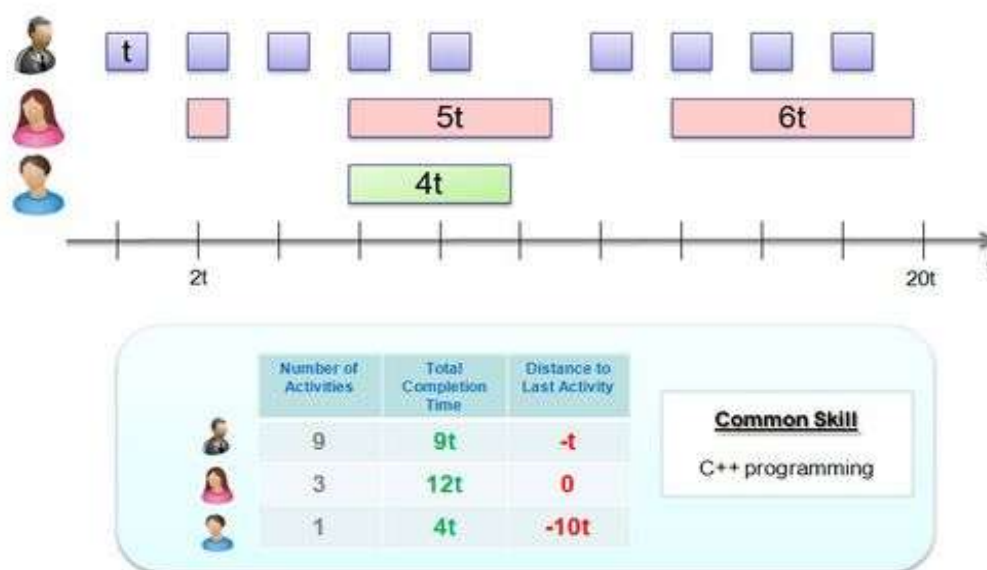 t
5t
6t
4t
2t
20t
Number of
Activities
Total
Completion
Time
Distance to
Last Activity
9
9t
-t
3
12t
0
1
4t
-10t
Common Skill
C++ programming